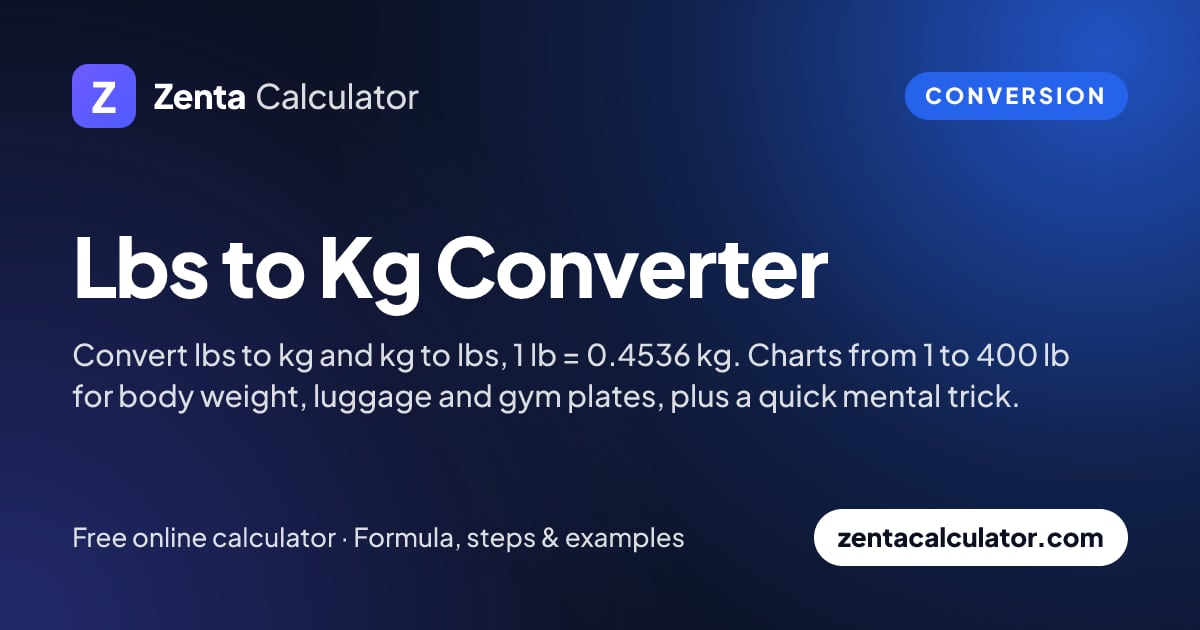 Z Zenta Calculator
CONVERSION
Lbs to Kg Converter
Convert lbs to kg and kg to lbs, 1 lb = 0.4536 kg. Charts from 1 to 400 lb
for body weight, luggage and gym plates, plus a quick mental trick.
Free online calculator · Formula, steps & examples
zentacalculator.com